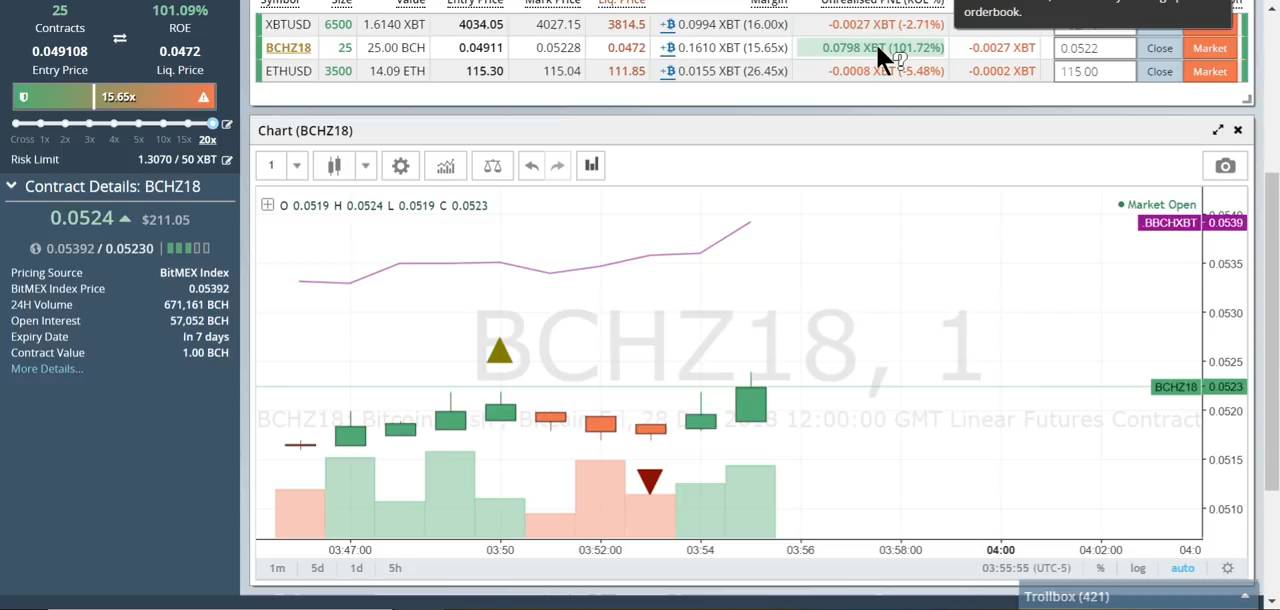 25
101.09%
Contracts
ROE
0.049108
0.0472
Entry Price
Liq. Price
15.65x
Cross 1x 2x 3x 4x 5x 10x 15x 20x
Risk Limit
1.3070 / 50 XBT
Contract Details: BCHZ18
0.0524
$211.05
0.05392 / 0.05230
Pricing Source BitMEX Index
BitMEX Index Price 0.05392
24H Volume 671,161 BCH
Open Interest 57,052 BCH
Expiry Date In 7 days
Contract Value 1.00 BCH
More Details...
Symbol Size Value Entry Price Mark Price Liq. Price Margin Unrealised PNL (ROE %)
orderbook.
XBTUSD 6500 1.6140 XBT 4034.05 4027.15 3814.5 +₿ 0.0994 XBT (16.00x) -0.0027 XBT (-2.71%)
BCHZ18 25 25.00 BCH 0.04911 0.05228 0.0472 +₿ 0.1610 XBT (15.65x) 0.0798 XBT (101.72%) -0.0027 XBT 0.0522 Close Market
ETHUSD 3500 14.09 ETH 115.30 115.04 111.85 +₿ 0.0155 XBT (26.45x) -0.0008 XBT (-5.48%) -0.0002 XBT 115.00 Close Market
Chart (BCHZ18)
1
O 0.0519 H 0.0524 L 0.0519 C 0.0523
Market Open
.BBCHXBT 0.0539
0.0535
0.0530
BCHZ18, 1
0.0525
BCHZ18 0.0523
0.0520
12:00:00 GMT Linear Futures Contract
0.0515
0.0510
03:47:00 03:50 03:52:00 03:54 03:56 03:58:00 04:00 04:02:00 04:0
1m 5d 1d 5h
03:55:55 (UTC-5) % log auto
Trollbox (421)